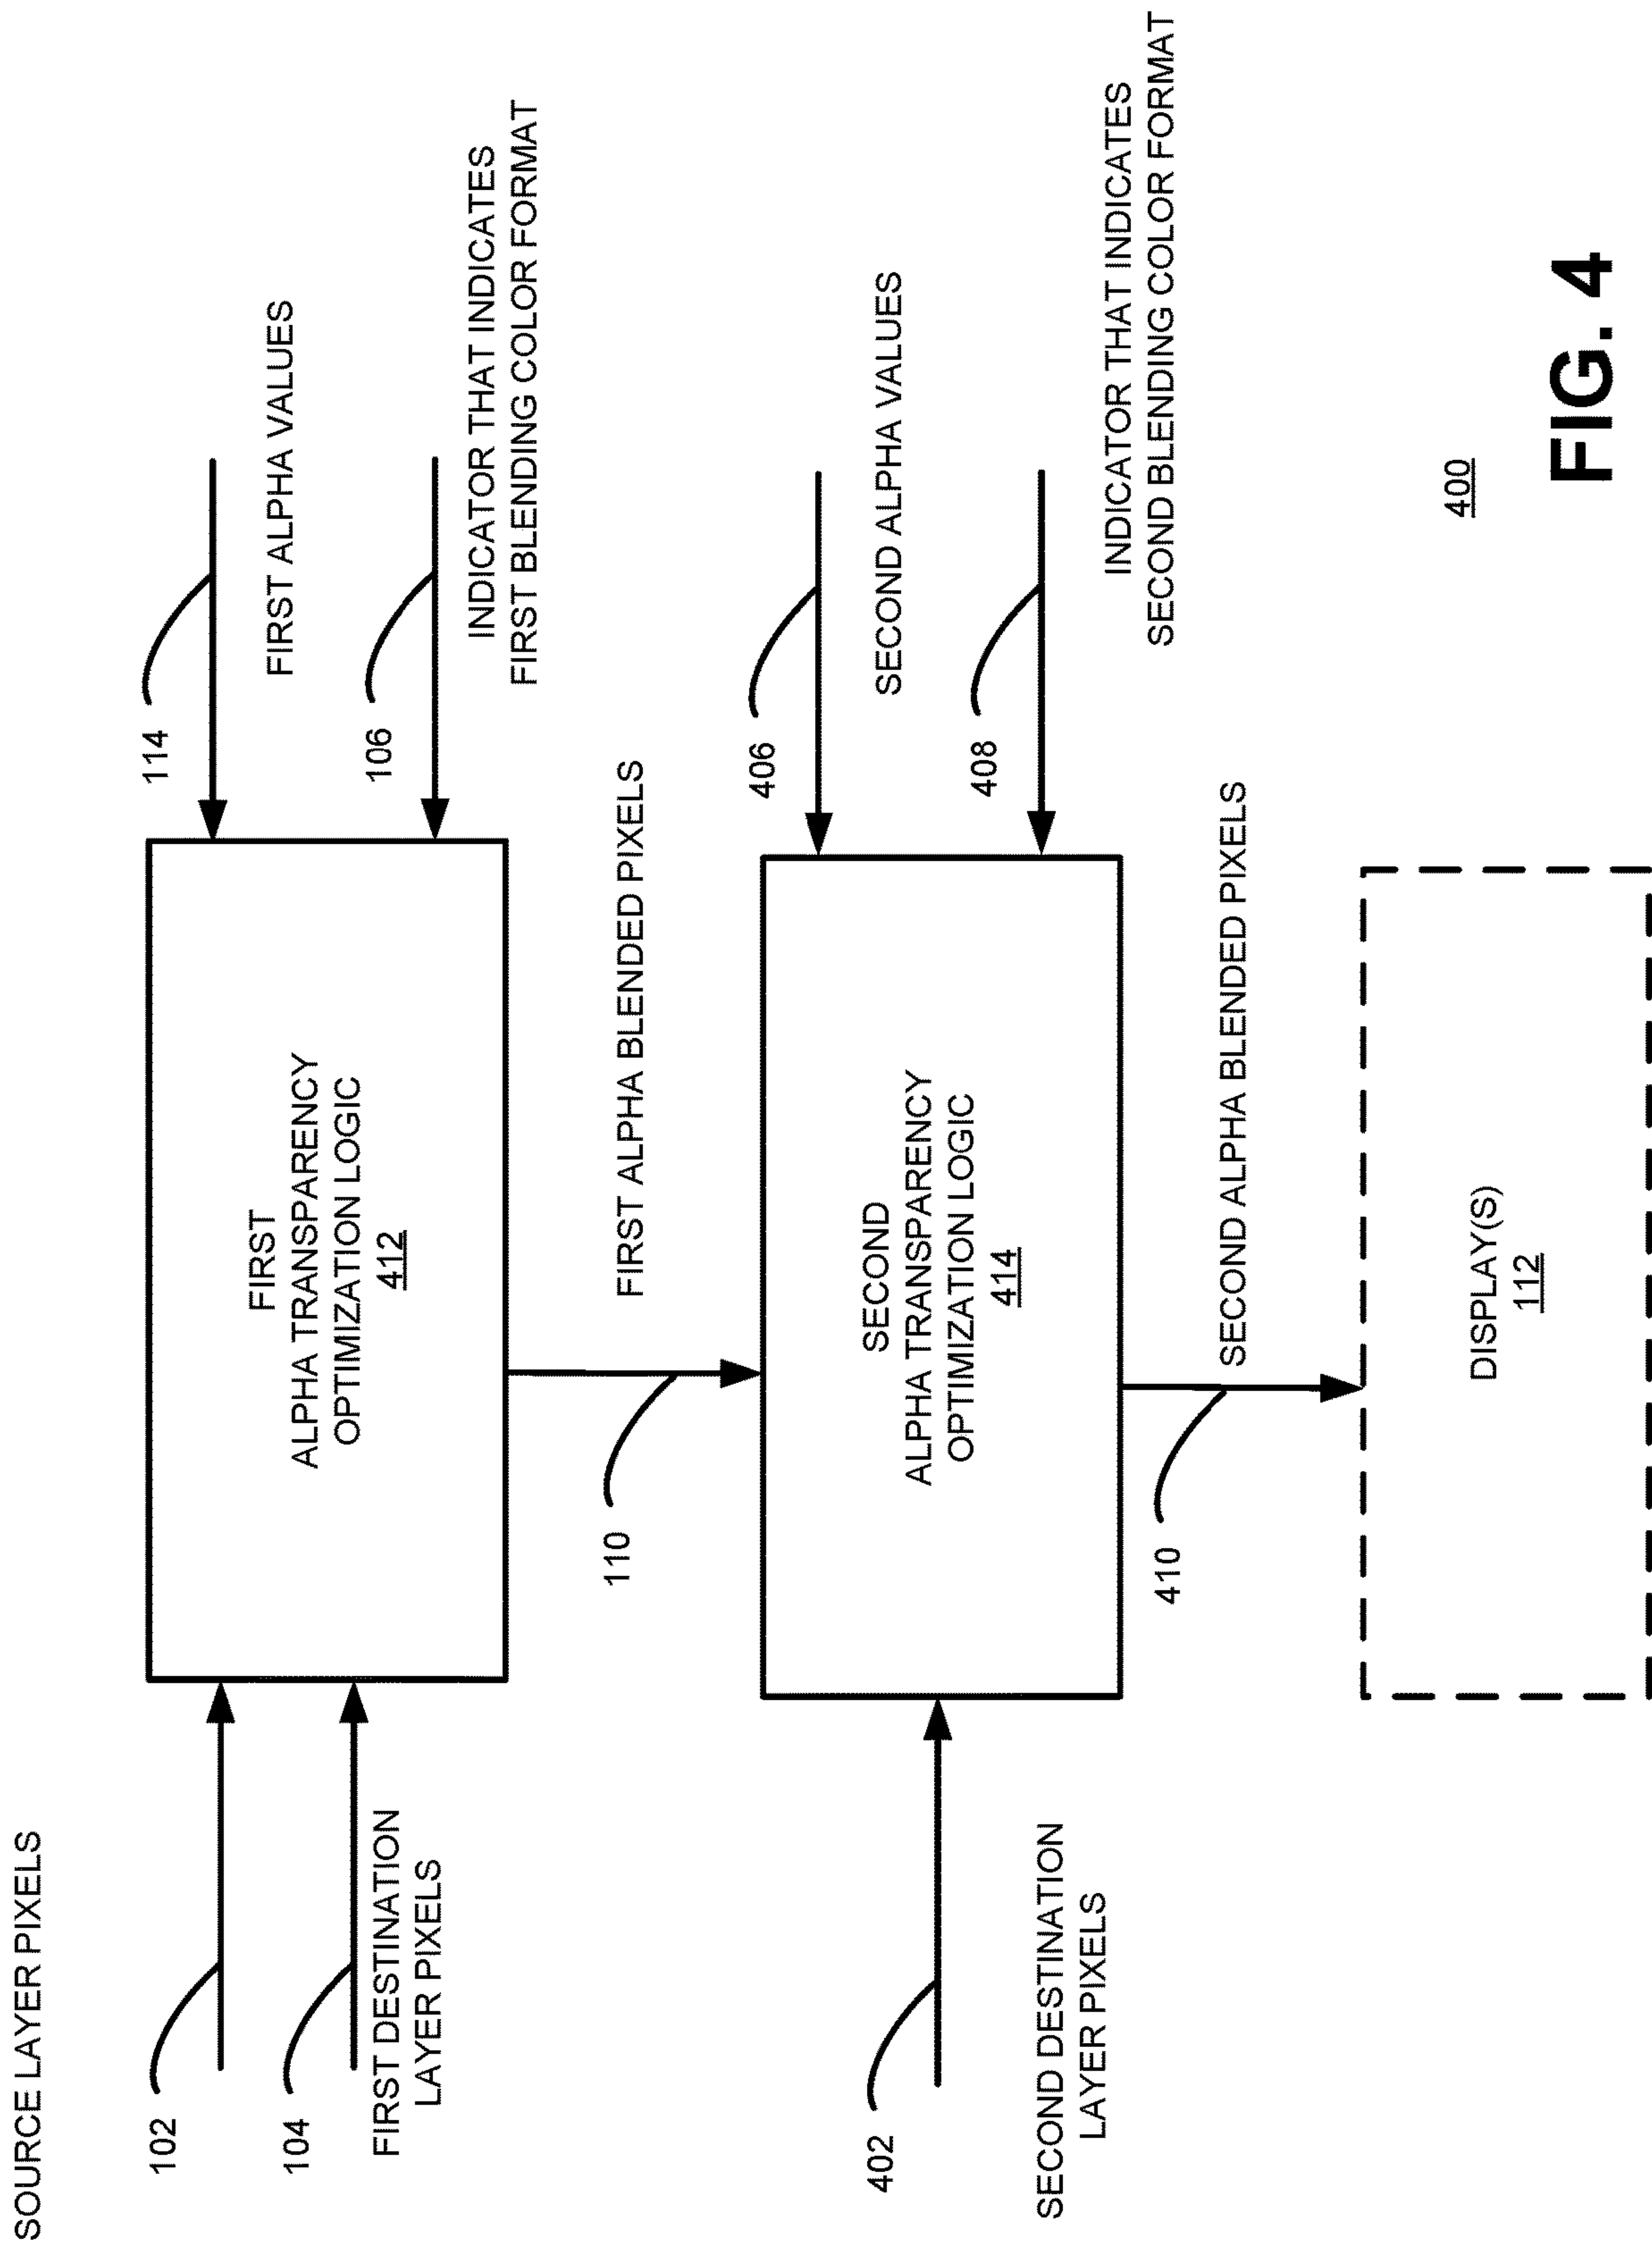 SOURCE LAYER PIXELS
102
104
FIRST DESTINATION
LAYER PIXELS
FIRST
ALPHA TRANSPARENCY
OPTIMIZATION LOGIC
412
114
FIRST ALPHA VALUES
106
INDICATOR THAT INDICATES
FIRST BLENDING COLOR FORMAT
110
FIRST ALPHA BLENDED PIXELS
402
SECOND DESTINATION
LAYER PIXELS
SECOND
ALPHA TRANSPARENCY
OPTIMIZATION LOGIC
414
406
SECOND ALPHA VALUES
408
INDICATOR THAT INDICATES
SECOND BLENDING COLOR FORMAT
410
SECOND ALPHA BLENDED PIXELS
DISPLAY(S)
112
400
FIG. 4